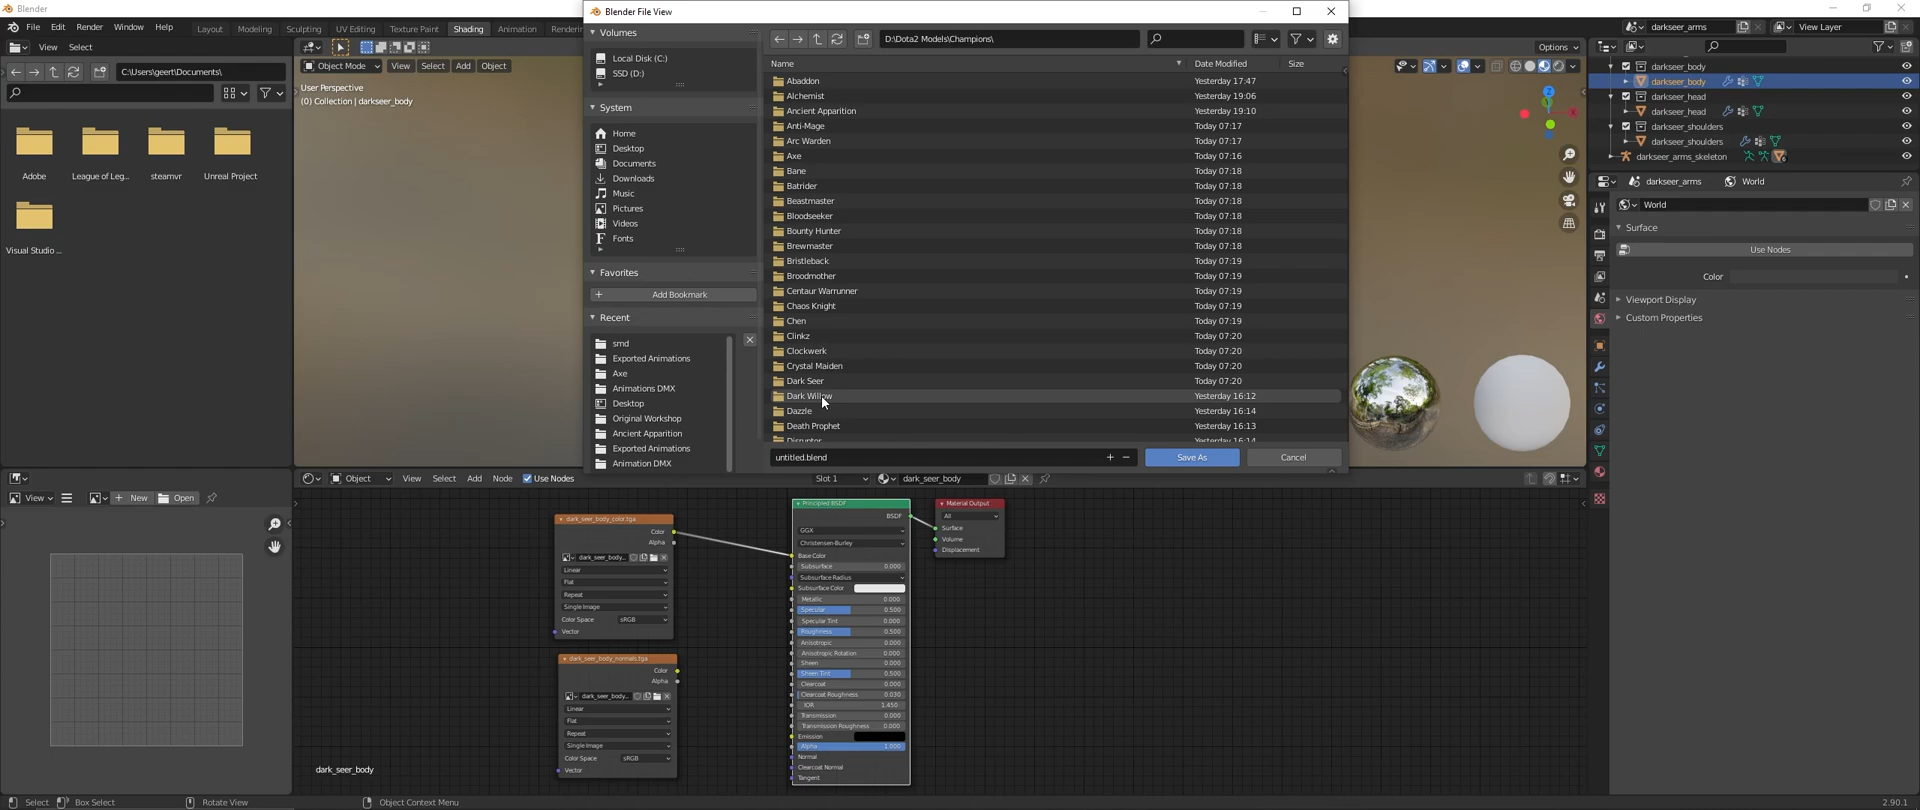 Blender
File Edit Render Window Help Layout Modeling Sculpting UV Editing Texture Paint Shading Animation Renderin
darkseer_arms View Layer
View Select
Object Mode View Select Add Object
Options
C:\Users\geert\Documents\
User Perspective
(0) Collection | darkseer_body
Adobe
League of Leg...
steamvr
Unreal Project
Visual Studio ...
Blender File View
Volumes
Local Disk (C:)
SSD (D:)
System
Home
Desktop
Documents
Downloads
Music
Pictures
Videos
Fonts
Favorites
Add Bookmark
Recent
smd
Exported Animations
Axe
Animations DMX
Desktop
Original Workshop
Ancient Apparition
Exported Animations
Animation DMX
D:\Dota2 Models\Champions\
Name Date Modified Size
Abaddon Yesterday 17:47
Alchemist Yesterday 19:06
Ancient Apparition Yesterday 19:10
Anti-Mage Today 07:17
Arc Warden Today 07:17
Axe Today 07:16
Bane Today 07:18
Batrider Today 07:18
Beastmaster Today 07:18
Bloodseeker Today 07:18
Bounty Hunter Today 07:18
Brewmaster Today 07:18
Bristleback Today 07:19
Broodmother Today 07:19
Centaur Warrunner Today 07:19
Chaos Knight Today 07:19
Chen Today 07:19
Clinkz Today 07:20
Clockwerk Today 07:20
Crystal Maiden Today 07:20
Dark Seer Today 07:20
Dark Willow Yesterday 16:12
Dazzle Yesterday 16:14
Death Prophet Yesterday 16:13
Disruptor Yesterday 16:14
untitled.blend
Save As
Cancel
darkseer_body
darkseer_body
darkseer_head
darkseer_head
darkseer_shoulders
darkseer_shoulders
darkseer_arms_skeleton
darkseer_arms World
World
Surface
Use Nodes
Color
Viewport Display
Custom Properties
View New Open
Object View Select Add Node Use Nodes Slot 1 dark_seer_body
dark_seer_body_color.tga
Color
Alpha
dark_seer_body...
Linear
Flat
Repeat
Single Image
Color Space sRGB
Vector
dark_seer_body_normals.tga
Color
Alpha
dark_seer_body...
Linear
Flat
Repeat
Single Image
Color Space sRGB
Vector
Principled BSDF
BSDF
GGX
Christensen-Burley
Base Color
Subsurface 0.000
Subsurface Radius
Subsurface Color
Metallic 0.000
Specular 0.500
Specular Tint 0.000
Roughness 0.500
Anisotropic 0.000
Anisotropic Rotation 0.000
Sheen 0.000
Sheen Tint 0.500
Clearcoat 0.000
Clearcoat Roughness 0.030
IOR 1.450
Transmission 0.000
Transmission Roughness 0.000
Emission
Alpha 1.000
Normal
Clearcoat Normal
Tangent
Material Output
All
Surface
Volume
Displacement
dark_seer_body
Select Box Select Rotate View Object Context Menu 2.90.1